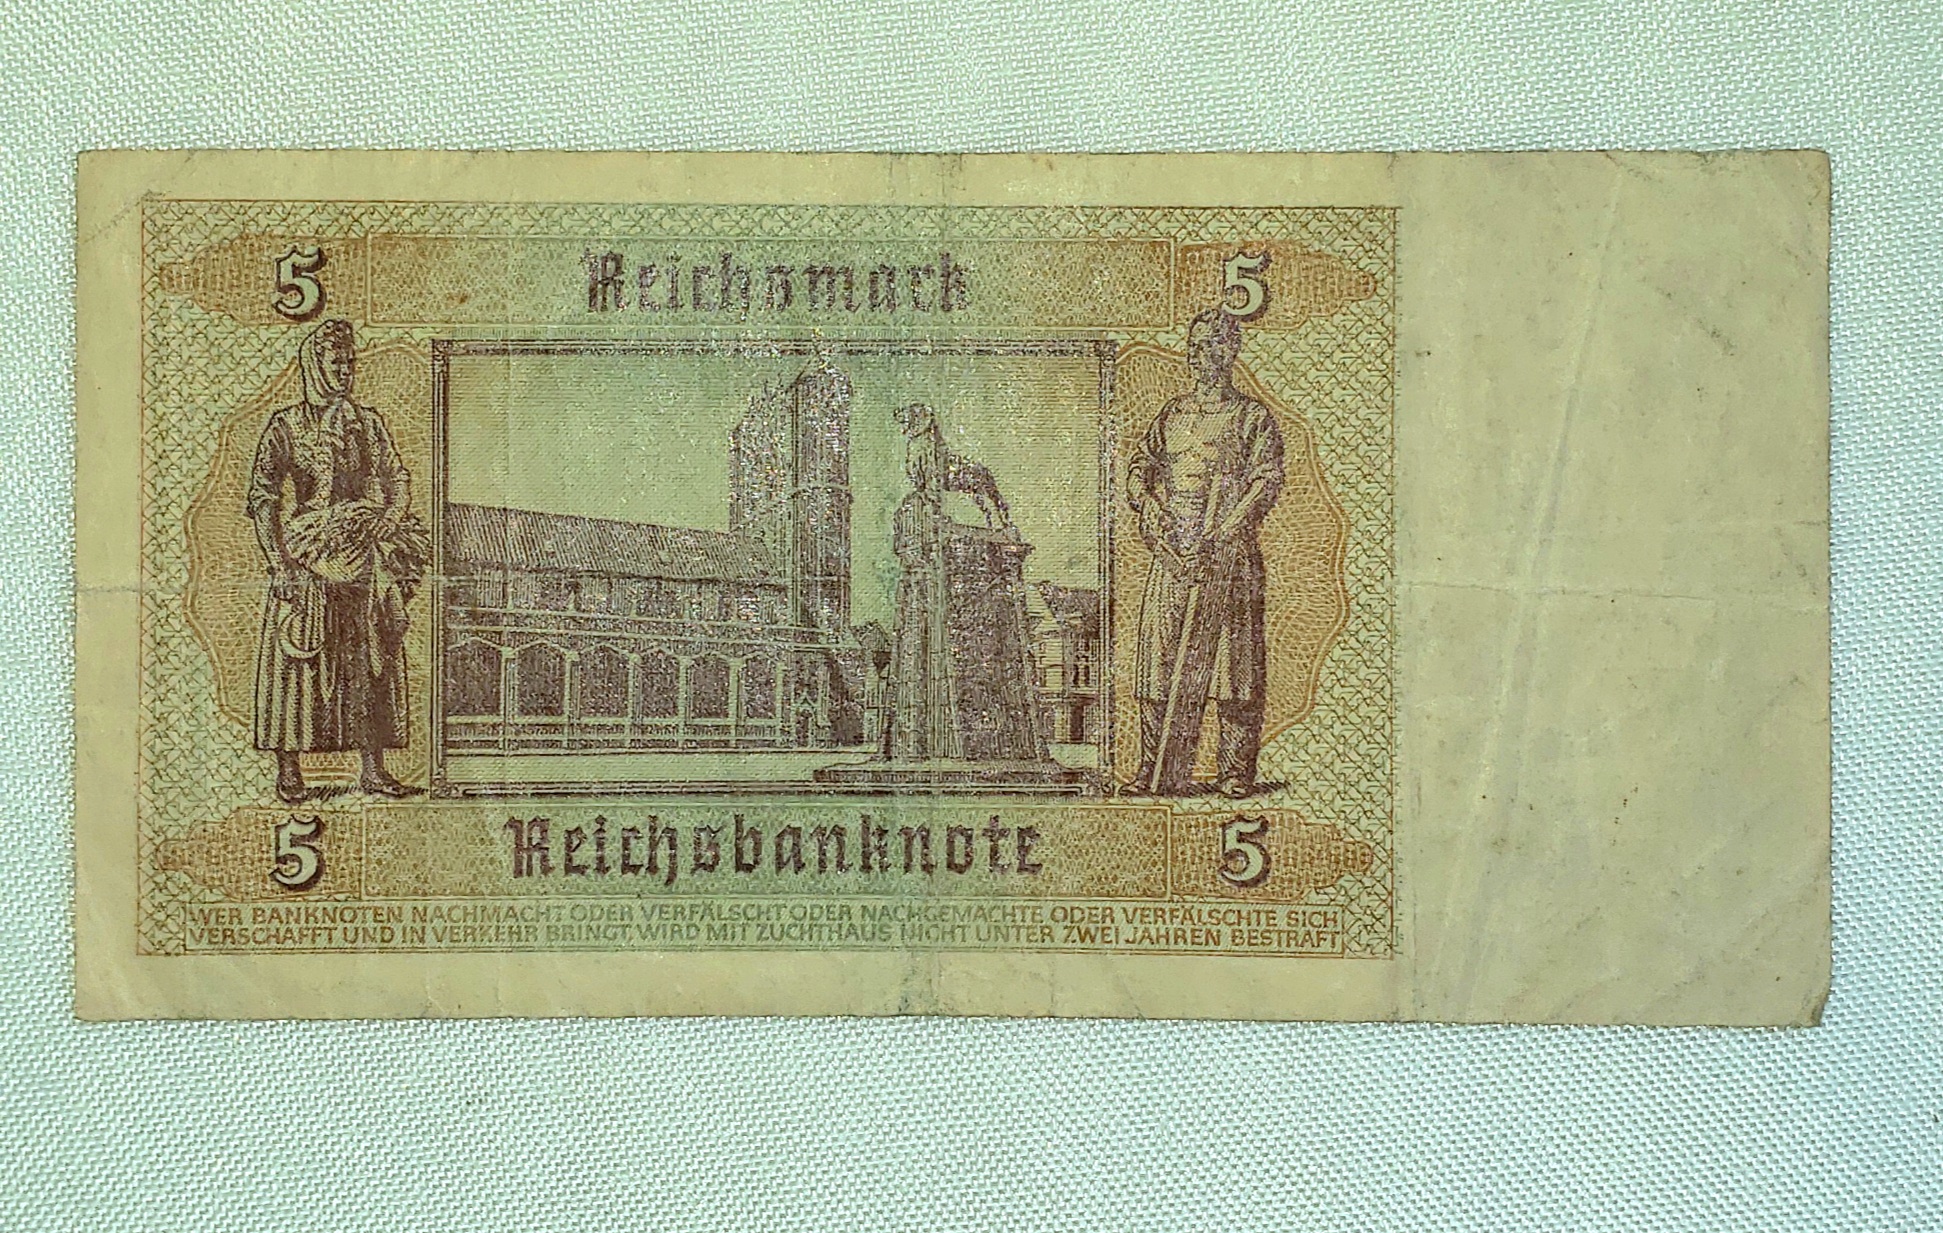 5 Reichsmark 5
5 Reichsbanknote 5
WER BANKNOTEN NACHMACHT ODER VERFÄLSCHT ODER NACHGEMACHTE ODER VERFÄLSCHTE SICH
VERSCHAFFT UND IN VERKEHR BRINGT, WIRD MIT ZUCHTHAUS NICHT UNTER ZWEI JAHREN BESTRAFT